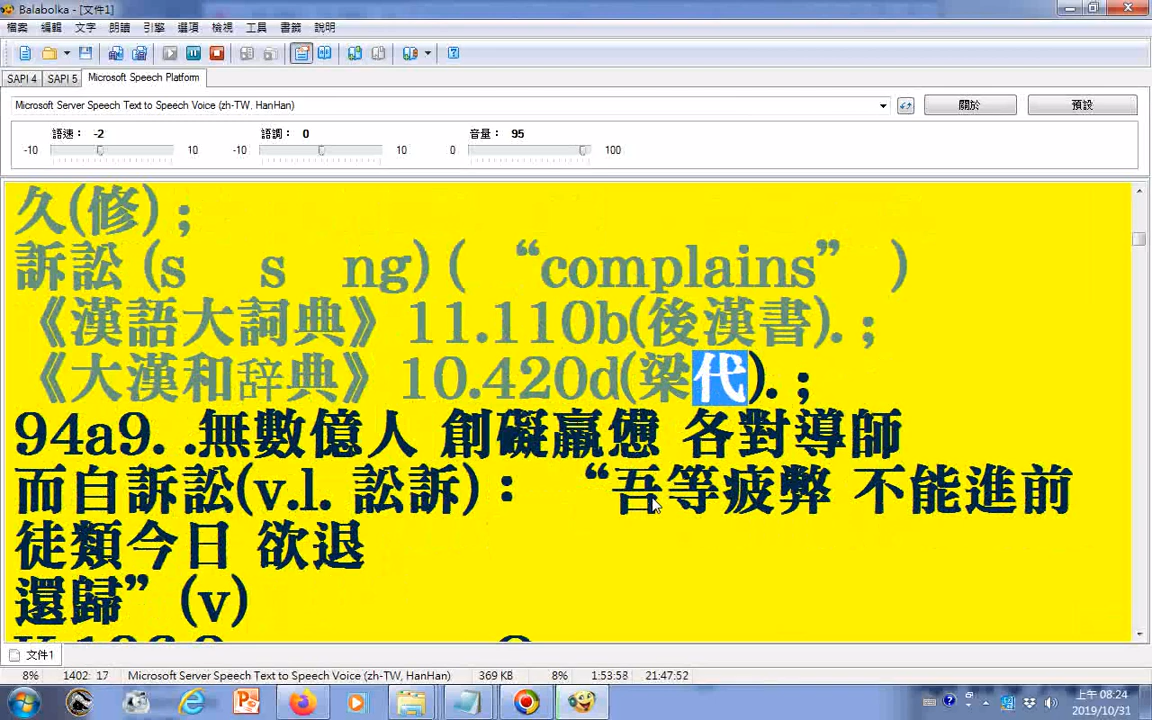 Balabolka - [文件1]
檔案 編輯 文字 朗讀 引擎 選項 檢視 工具 書籤 說明
SAPI 4 SAPI 5 Microsoft Speech Platform
Microsoft Server Speech Text to Speech Voice (zh-TW, HanHan) 關於 預設
語速： -2 語調： 0 音量： 95
-10 10 -10 10 0 100
久(修)；
訴訟 (s s ng) ( “complains” )
《漢語大詞典》 11.110b(後漢書).；
《大漢和辞典》 10.420d(梁代).；
94a9. .無數億人 創礙羸憊 各對導師
而自訴訟(v.l. 訟訴)： “吾等疲弊 不能進前
徒類今日 欲退
還歸” (v)
文件1
8% 1402: 17 Microsoft Server Speech Text to Speech Voice (zh-TW, HanHan) 369 KB 8% 1:53:58 21:47:52
上午 08:24
2019/10/31